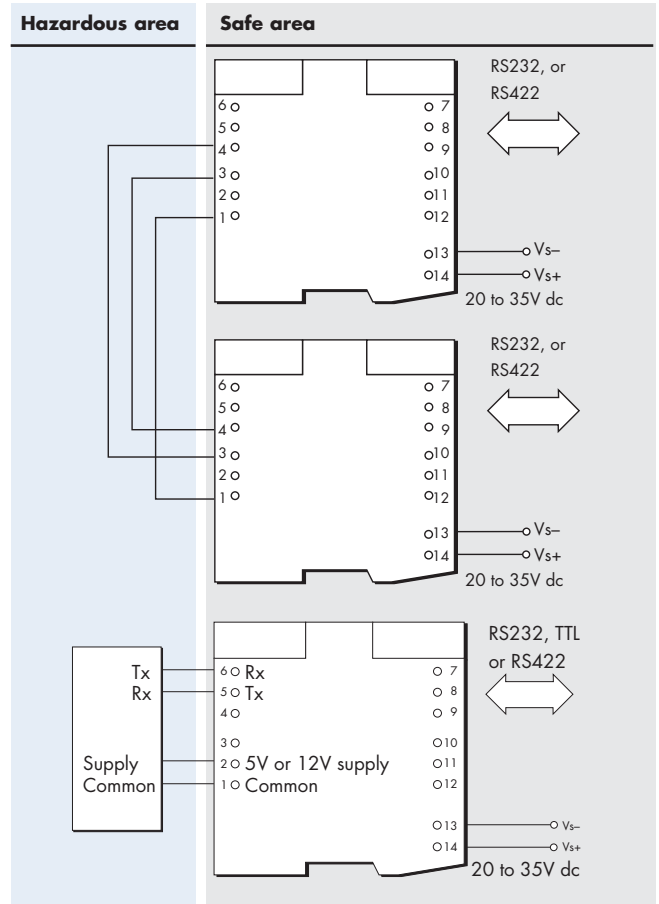 Hazardous area
Safe area
RS232, or
RS422
6 7
5 8
4 9
3 10
2 11
1 12
13 Vs–
14 Vs+
20 to 35V dc
RS232, or
RS422
6 7
5 8
4 9
3 10
2 11
1 12
13 Vs–
14 Vs+
20 to 35V dc
RS232, TTL
or RS422
Tx 6 Rx 7
Rx 5 Tx 8
4 9
3 10
Supply 2 5V or 12V supply 11
Common 1 Common 12
13 Vs–
14 Vs+
20 to 35V dc